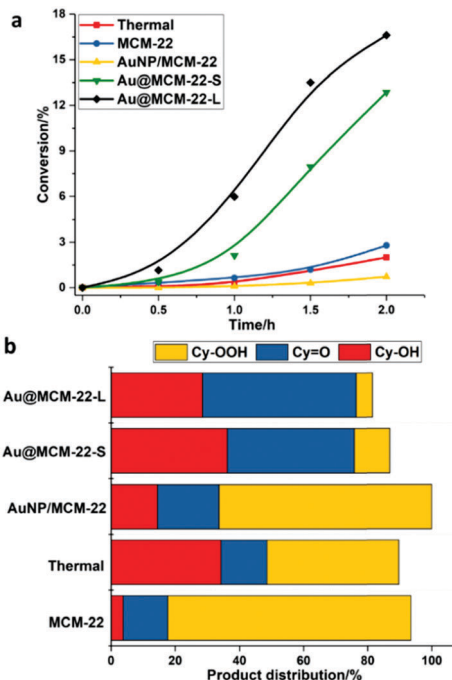 a
Thermal
MCM-22
AuNP/MCM-22
Au@MCM-22-S
Au@MCM-22-L
Conversion/%
18
15
12
9
6
3
0
0.0 0.5 1.0 1.5 2.0
Time/h
b
Cy-OOH Cy=O Cy-OH
Au@MCM-22-L
Au@MCM-22-S
AuNP/MCM-22
Thermal
MCM-22
0 20 40 60 80 100
Product distribution/%